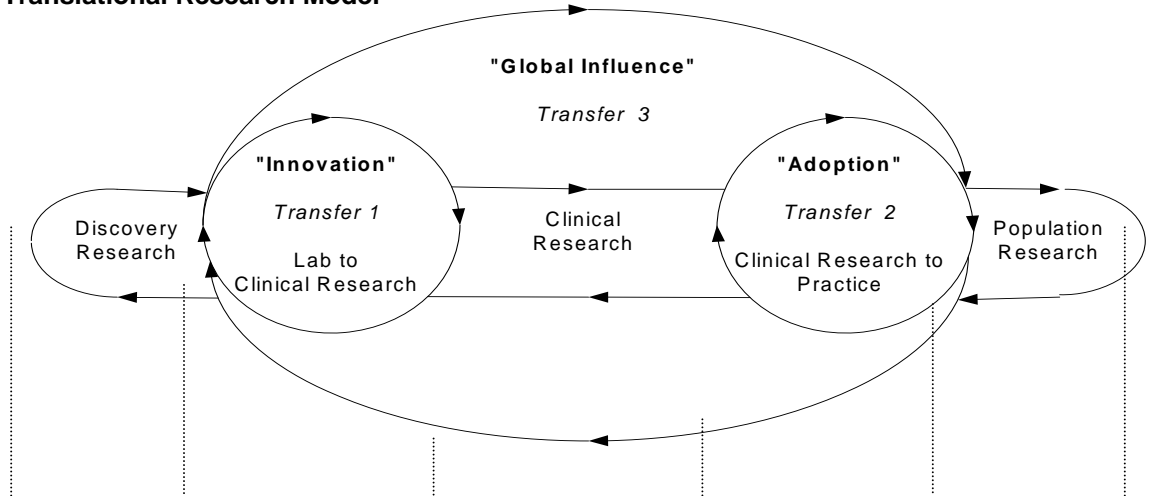 Translational Research Model
"Global Influence"
Transfer 3
"Innovation"
Transfer 1
Lab to
Clinical Research
"Adoption"
Transfer 2
Clinical Research to
Practice
Discovery
Research
Clinical
Research
Population
Research